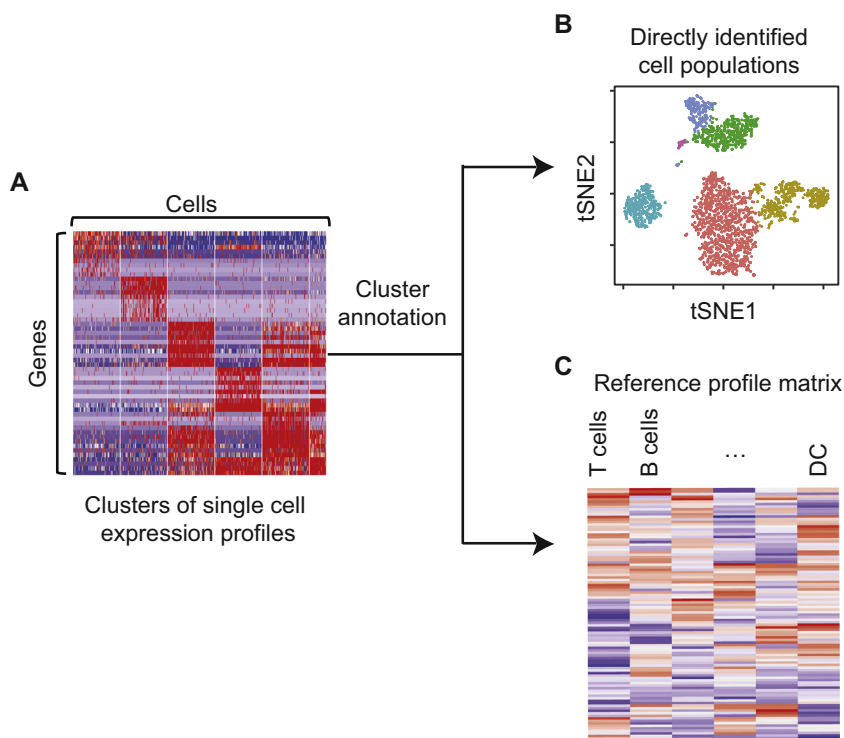 A
Cells
Genes
Clusters of single cell
expression profiles
Cluster
annotation
B
Directly identified
cell populations
tSNE2
tSNE1
C
Reference profile matrix
T cells
B cells
...
DC